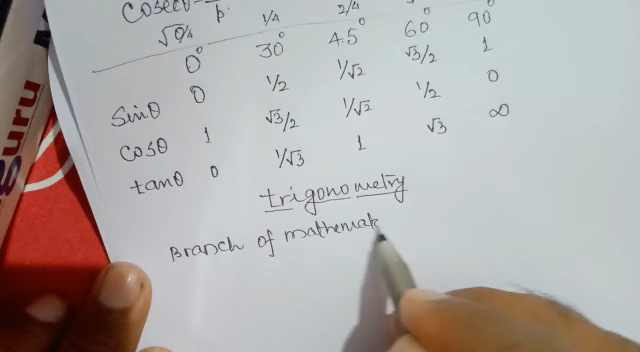 Cosecθ= p.
√0/4 1/4 2/4
0° 30° 45° 60° 90°
sinθ 0 1/2 1/√2 √3/2 1
cosθ 1 √3/2 1/√2 1/2 0
tanθ 0 1/√3 1 √3 ∞
trigonometry
Branch of mathemat
uru